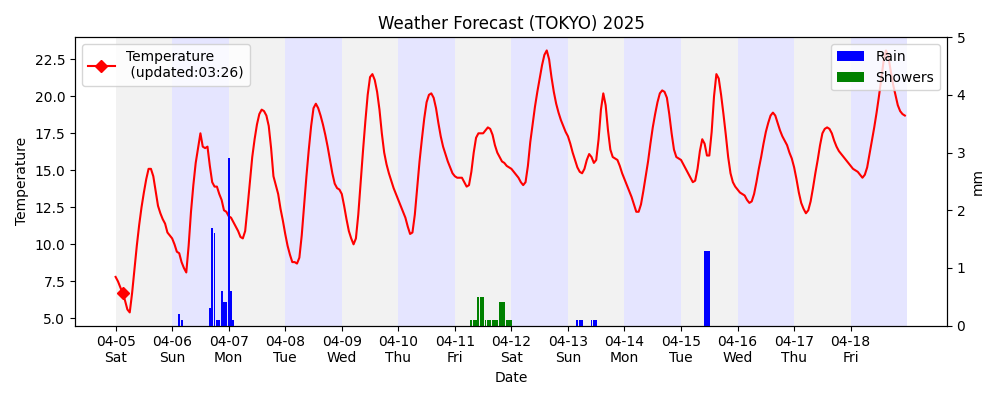 Weather Forecast (TOKYO) 2025
Temperature
(updated:03:26)
Rain
Showers
22.5
20.0
17.5
15.0
12.5
10.0
7.5
5.0
Temperature
5
4
3
2
1
0
mm
04-05 04-06 04-07 04-08 04-09 04-10 04-11 04-12 04-13 04-14 04-15 04-16 04-17 04-18
Sat Sun Mon Tue Wed Thu Fri Sat Sun Mon Tue Wed Thu Fri
Date